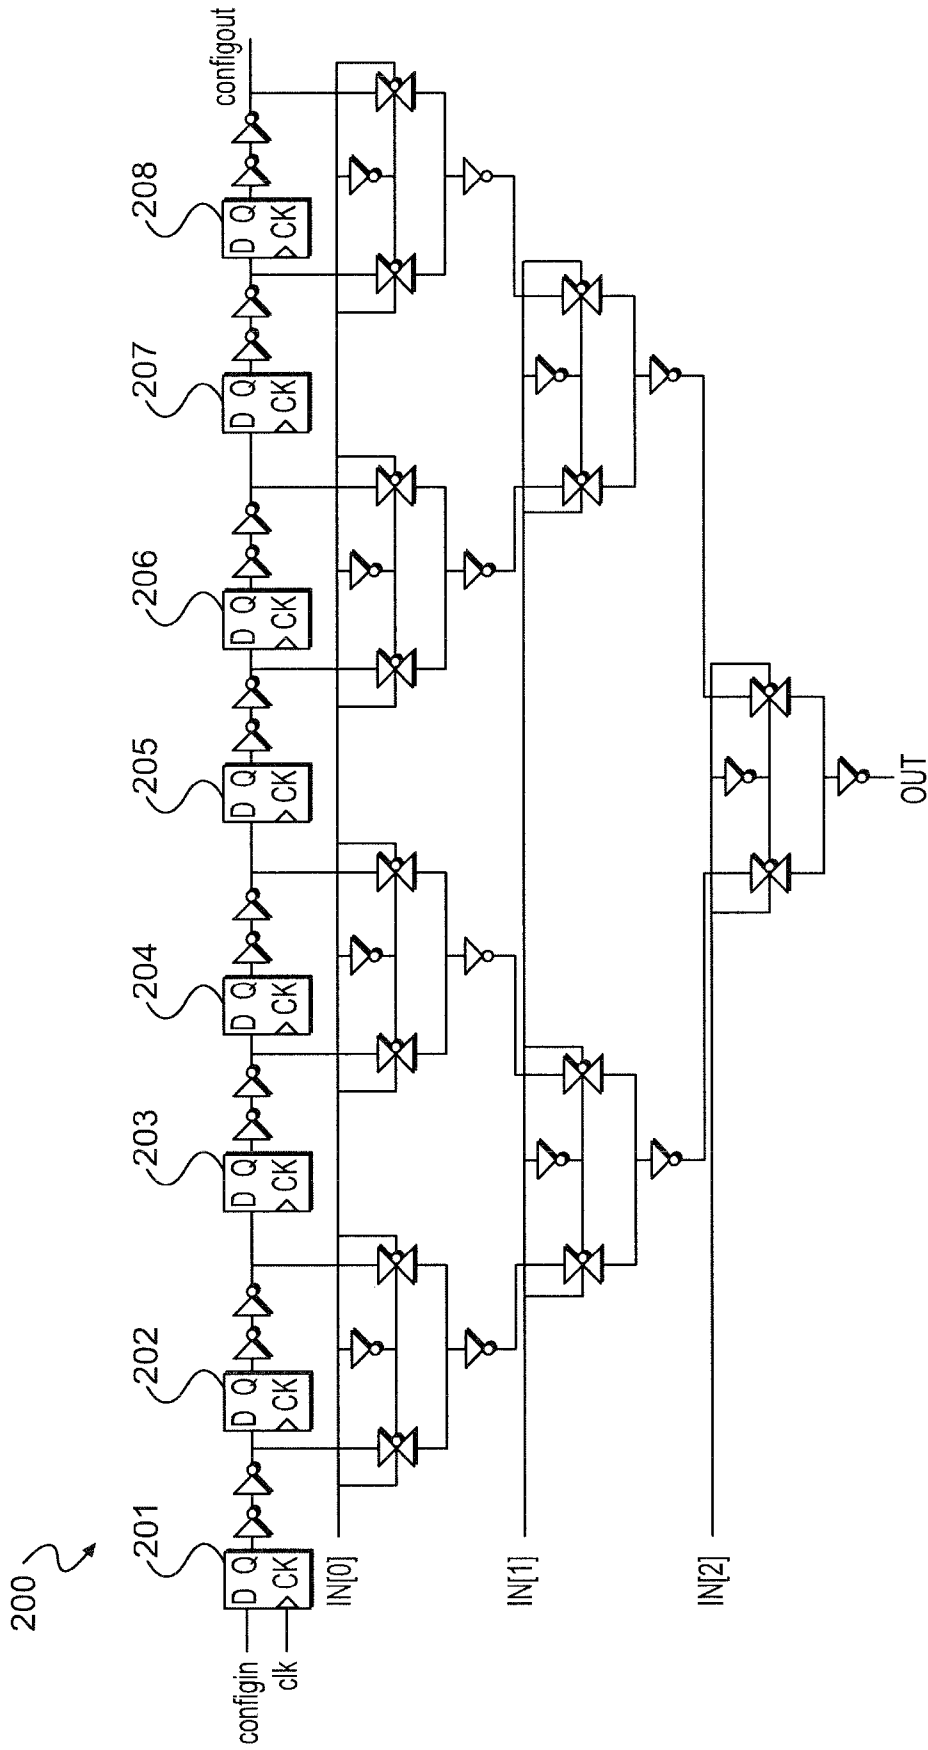 200
201
202
203
204
205
206
207
208
configin
clk
D Q
CK
D Q
CK
D Q
CK
D Q
CK
D Q
CK
D Q
CK
D Q
CK
D Q
CK
configout
IN[0]
IN[1]
IN[2]
OUT